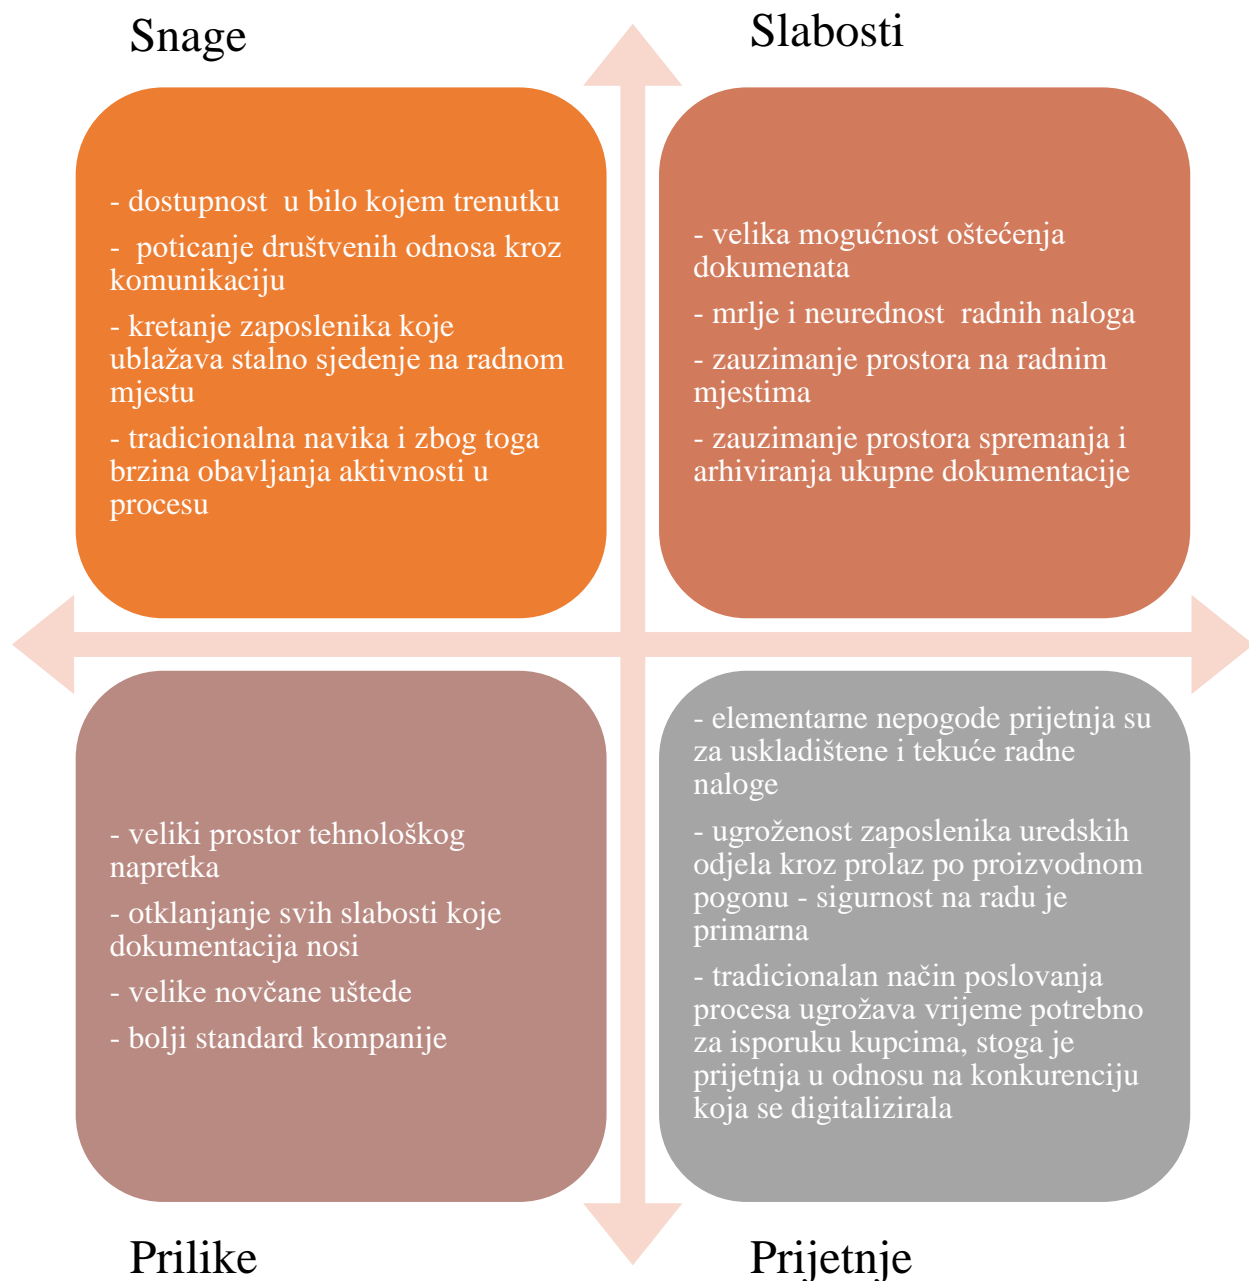 Snage
- dostupnost  u bilo kojem trenutku
-  poticanje društvenih odnosa kroz
komunikaciju
- kretanje zaposlenika koje
ublažava stalno sjedenje na radnom
mjestu
- tradicionalna navika i zbog toga
brzina obavljanja aktivnosti u
procesu
Slabosti
- velika mogućnost oštećenja
dokumenata
- mrlje i neurednost  radnih naloga
- zauzimanje prostora na radnim
mjestima
- zauzimanje prostora spremanja i
arhiviranja ukupne dokumentacije
- veliki prostor tehnološkog
napretka
- otklanjanje svih slabosti koje
dokumentacija nosi
- velike novčane uštede
- bolji standard kompanije
Prilike
- elementarne nepogode prijetnja su
za uskladištene i tekuće radne
naloge
- ugroženost zaposlenika uredskih
odjela kroz prolaz po proizvodnom
pogonu - sigurnost na radu je
primarna
- tradicionalan način poslovanja
procesa ugrožava vrijeme potrebno
za isporuku kupcima, stoga je
prijetnja u odnosu na konkurenciju
koja se digitalizirala
Prijetnje